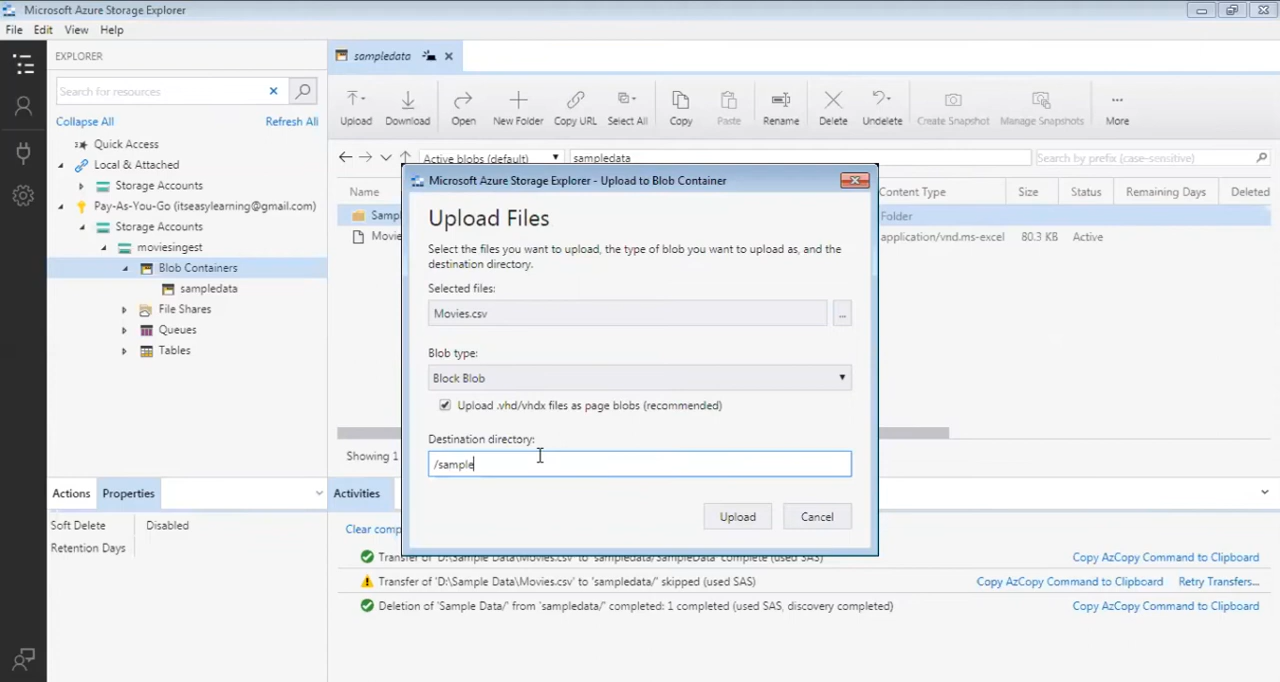 Microsoft Azure Storage Explorer
File Edit View Help
EXPLORER
Search for resources
Collapse All Refresh All
Quick Access
Local & Attached
Storage Accounts
Pay-As-You-Go (itseasylearning@gmail.com)
Storage Accounts
moviesingest
Blob Containers
sampledata
File Shares
Queues
Tables
Actions Properties
Soft Delete Disabled
Retention Days
sampledata
Upload Download Open New Folder Copy URL Select All Copy Paste Rename Delete Undelete Create Snapshot Manage Snapshots More
Active blobs (default) sampledata Search by prefix (case-sensitive)
Name Content Type Size Status Remaining Days Deleted
Samp Folder
Movie application/vnd.ms-excel 80.3 KB Active
Showing 1
Microsoft Azure Storage Explorer - Upload to Blob Container
Upload Files
Select the files you want to upload, the type of blob you want to upload as, and the
destination directory.
Selected files:
Movies.csv ...
Blob type:
Block Blob
Upload .vhd/vhdx files as page blobs (recommended)
Destination directory:
/sample
Upload Cancel
Activities
Clear comp
Transfer of 'D:\Sample Data\Movies.csv' to 'sampledata/SampleData' complete (used SAS) Copy AzCopy Command to Clipboard
Transfer of 'D:\Sample Data\Movies.csv' to 'sampledata/' skipped (used SAS) Copy AzCopy Command to Clipboard Retry Transfers...
Deletion of 'Sample Data/' from 'sampledata/' completed: 1 completed (used SAS, discovery completed) Copy AzCopy Command to Clipboard